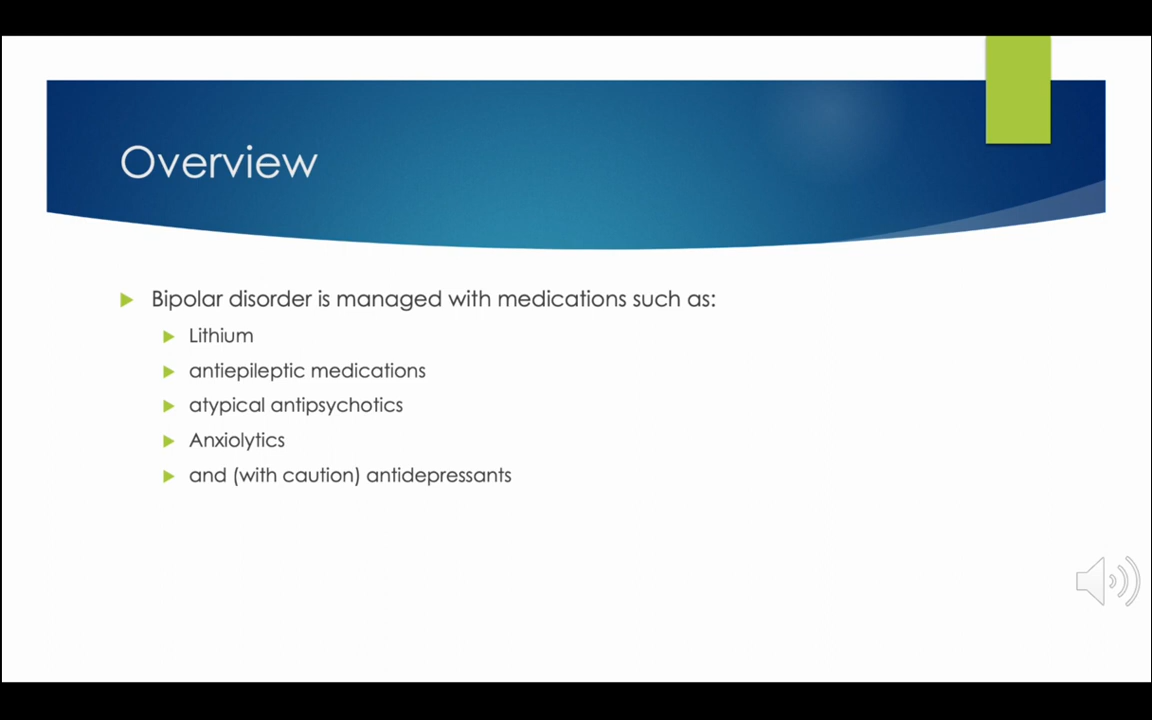 Overview
Bipolar disorder is managed with medications such as:
Lithium
antiepileptic medications
atypical antipsychotics
Anxiolytics
and (with caution) antidepressants